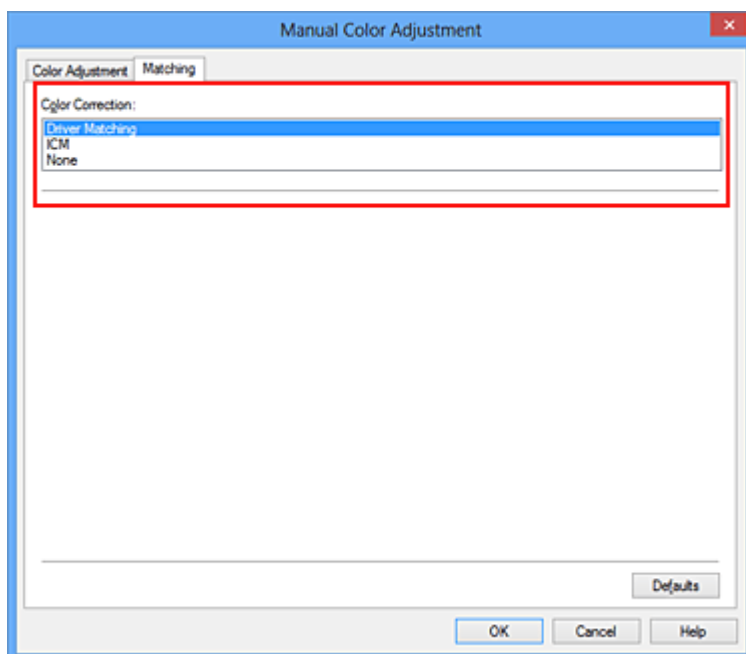 Manual Color Adjustment
Color Adjustment
Matching
Color Correction:
Driver Matching
ICM
None
Defaults
OK
Cancel
Help